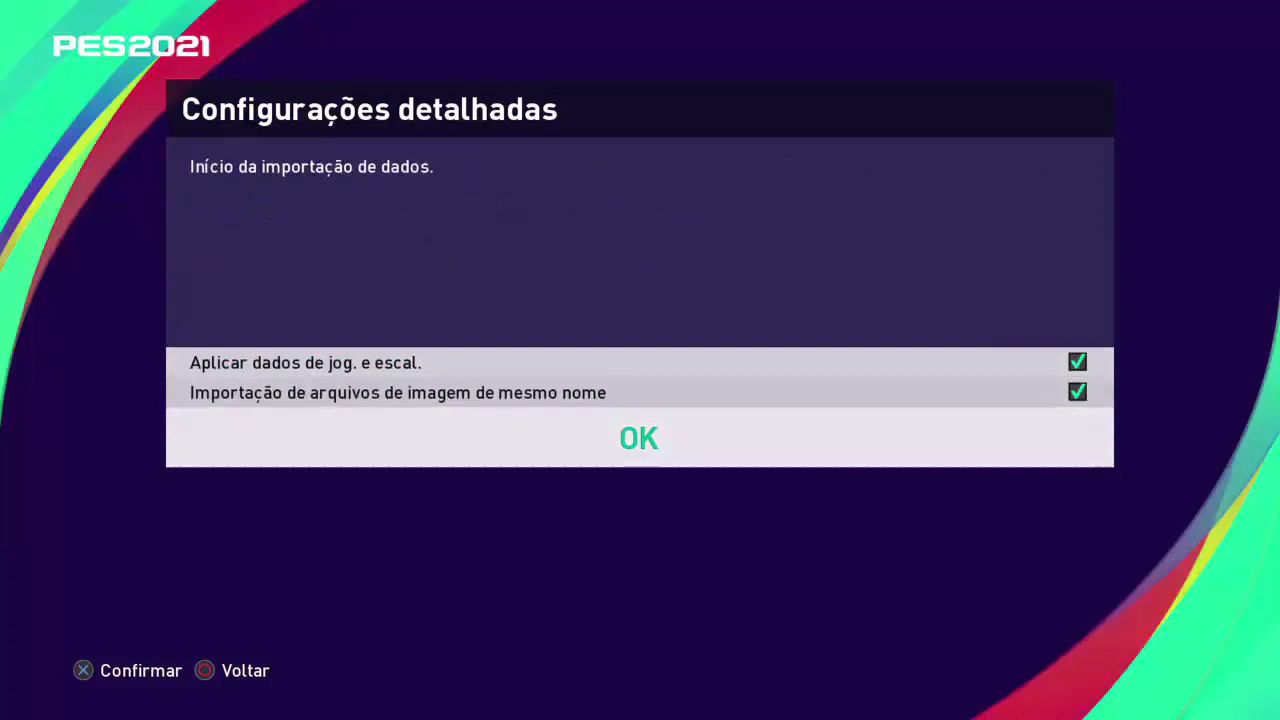 PES2021
Configurações detalhadas
Início da importação de dados.
Aplicar dados de jog. e escal.
Importação de arquivos de imagem de mesmo nome
OK
Confirmar Voltar